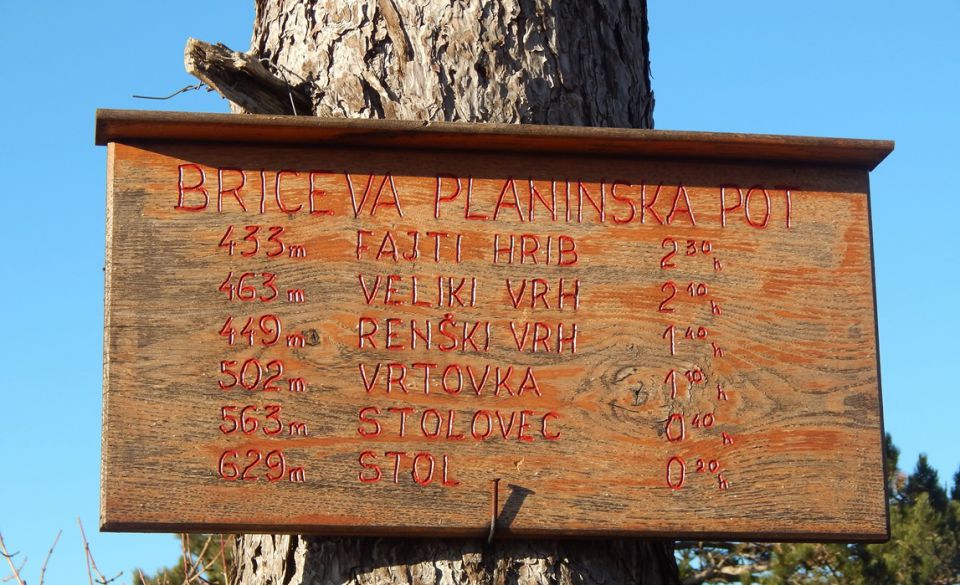 BRIČEVA PLANINSKA POT
433m FAJTI HRIB 2 30 h
463m VELIKI VRH 2 10 h
449m RENŠKI VRH 1 40 h
502m VRTOVKA 1 10 h
563m STOLOVEC 0 40 h
629m STOL 0 20 h